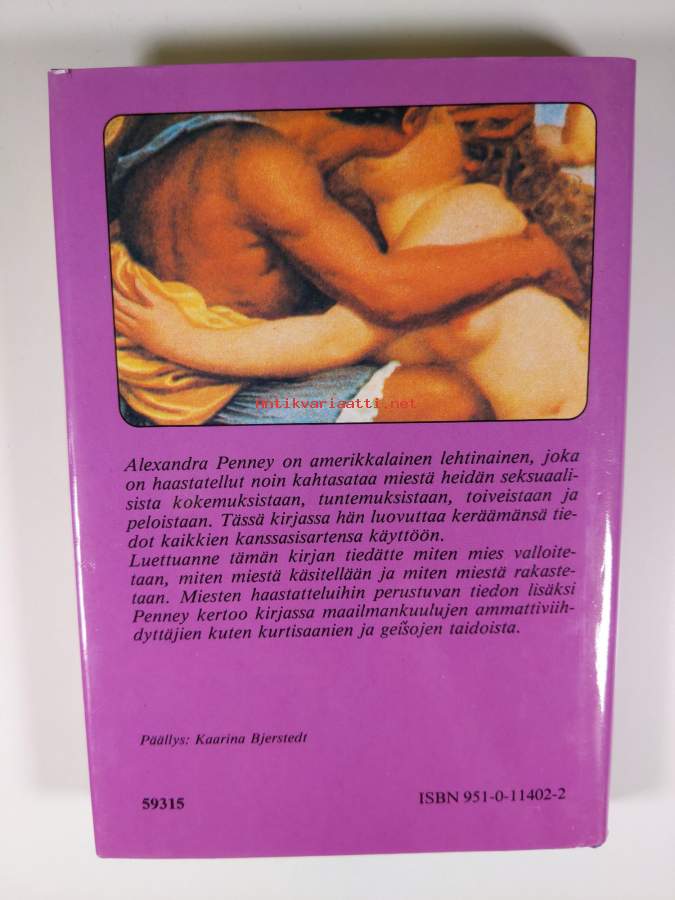 Antikvariaatti.net
Alexandra Penney on amerikkalainen lehtinainen, joka
on haastatellut noin kahtasataa miestä heidän seksuaali-
sista kokemuksistaan, tuntemuksistaan, toiveistaan ja
peloistaan. Tässä kirjassa hän luovuttaa keräämänsä tie-
dot kaikkien kanssasisartensa käyttöön.
Luettuanne tämän kirjan tiedätte miten mies valloite-
taan, miten miestä käsitellään ja miten miestä rakaste-
taan. Miesten haastatteluihin perustuvan tiedon lisäksi
Penney kertoo kirjassa maailmankuulujen ammattiviih-
dyttäjien kuten kurtisaanien ja geišojen taidoista.
Päällys: Kaarina Bjerstedt
59315
ISBN 951-0-11402-2